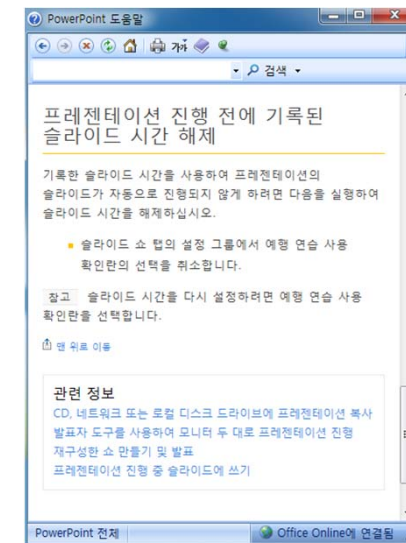 PowerPoint 도움말
가가
검색
프레젠테이션 진행 전에 기록된
슬라이드 시간 해제
기록한 슬라이드 시간을 사용하여 프레젠테이션의
슬라이드가 자동으로 진행되지 않게 하려면 다음을 실행하여
슬라이드 시간을 해제하십시오.
슬라이드 쇼 탭의 설정 그룹에서 예행 연습 사용
확인란의 선택을 취소합니다.
참고 슬라이드 시간을 다시 설정하려면 예행 연습 사용
확인란을 선택합니다.
맨 위로 이동
관련 정보
CD, 네트워크 또는 로컬 디스크 드라이브에 프레젠테이션 복사
발표자 도구를 사용하여 모니터 두 대로 프레젠테이션 진행
재구성한 쇼 만들기 및 발표
프레젠테이션 진행 중 슬라이드에 쓰기
PowerPoint 전체
Office Online에 연결됨